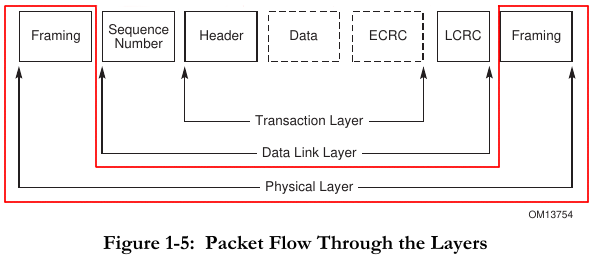 Framing
Sequence
Number
Header
Data
ECRC
LCRC
Framing
Transaction Layer
Data Link Layer
Physical Layer
OM13754
Figure 1-5: Packet Flow Through the Layers